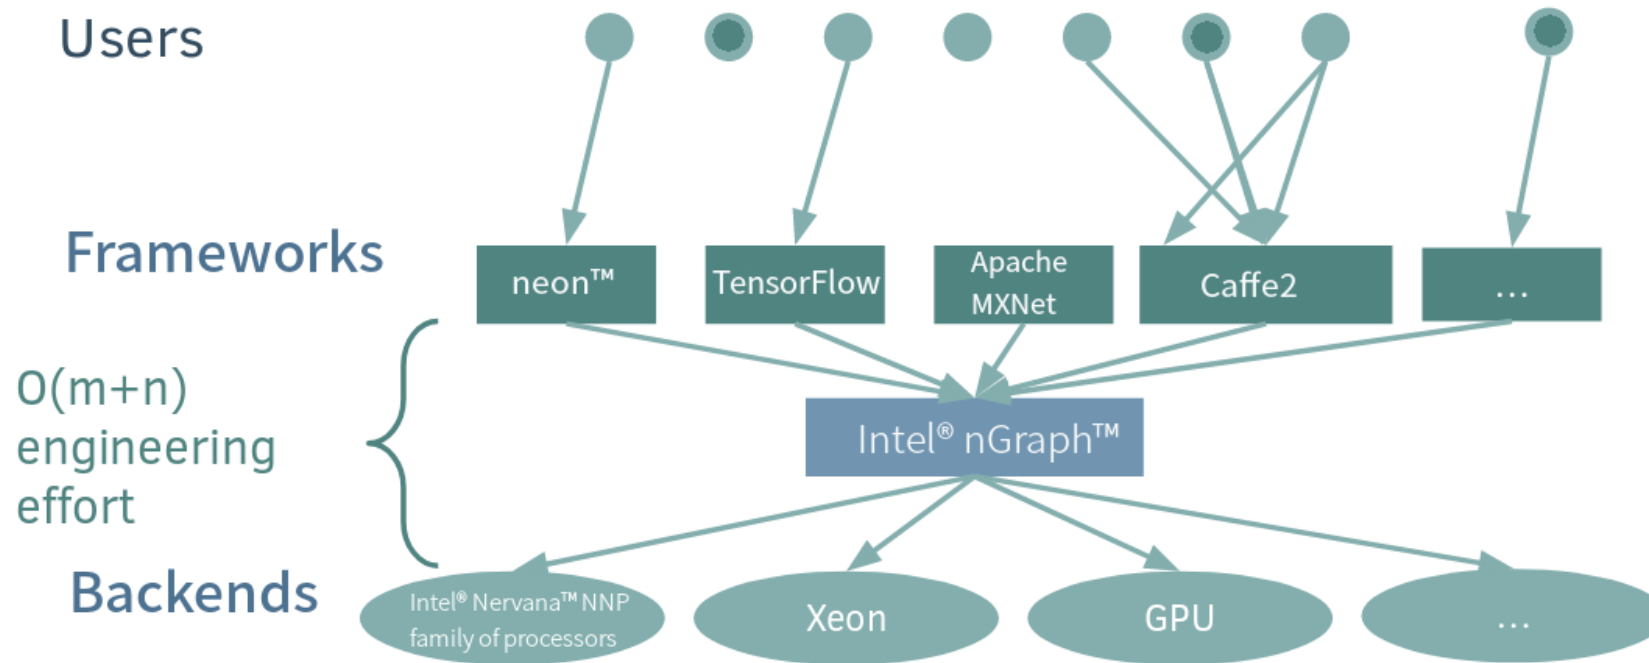 Users
Frameworks
neon™
TensorFlow
Apache
MXNet
Caffe2
...
O(m+n)
engineering
effort
Intel® nGraph™
Backends
Intel® Nervana™ NNP
family of processors
Xeon
GPU
...